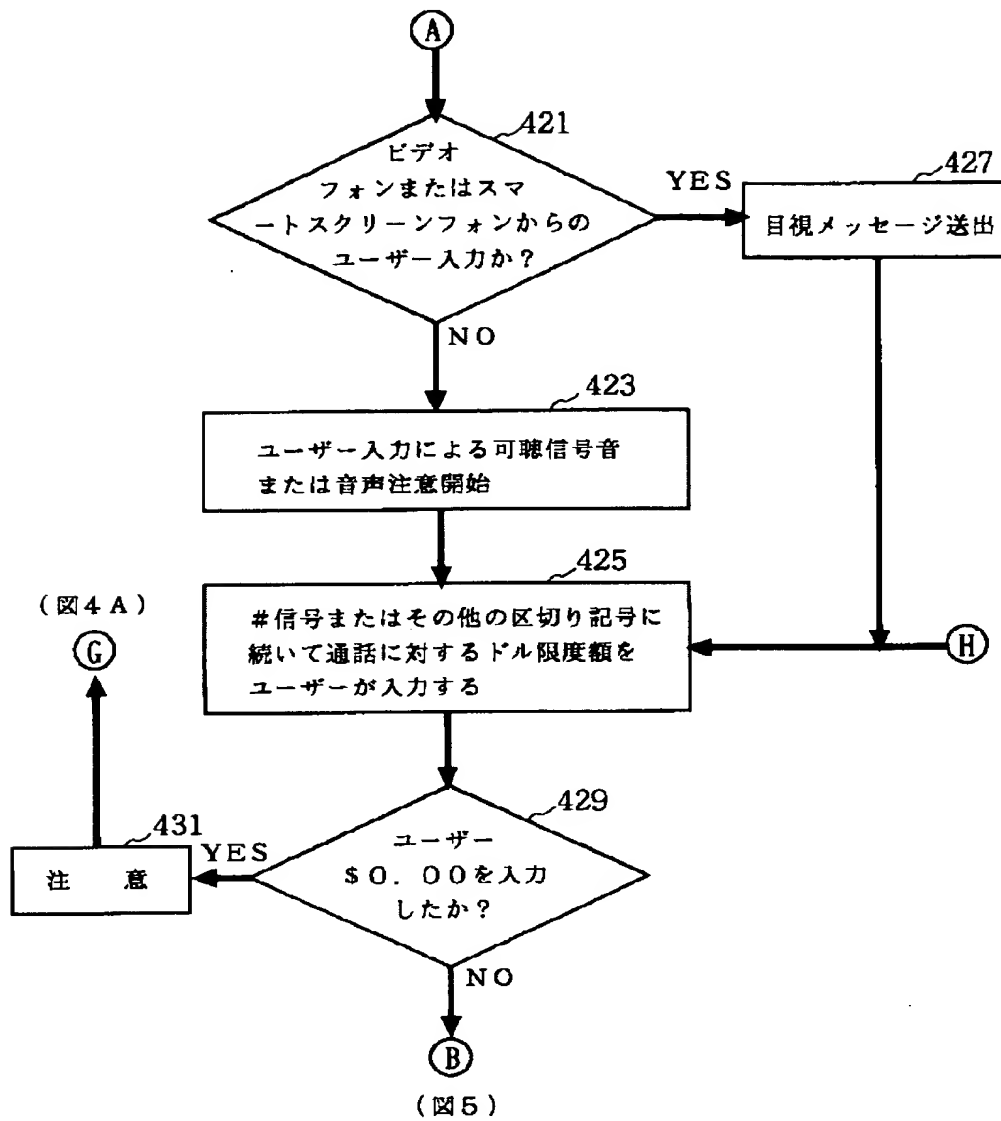 A
421
ビデオ
フォンまたはスマ
ートスクリーンフォンからの
ユーザー入力か?
YES
427
目視メッセージ送出
NO
423
ユーザー入力による可聴信号音
または音声注意開始
425
#信号またはその他の区切り記号に
続いて通話に対するドル限度額を
ユーザーが入力する
(図4A)
G
H
429
ユーザー
$0.00を入力
したか?
431
YES
注 意
NO
B
(図5)